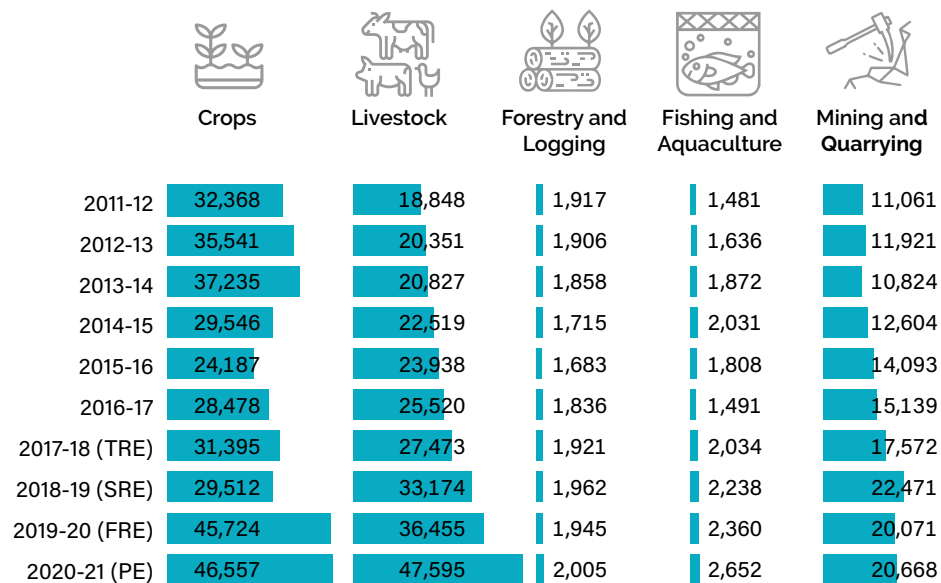 Crops Livestock Forestry and Logging Fishing and Aquaculture Mining and Quarrying
2011-12 32,368 18,848 1,917 1,481 11,061
2012-13 35,541 20,351 1,906 1,636 11,921
2013-14 37,235 20,827 1,858 1,872 10,824
2014-15 29,546 22,519 1,715 2,031 12,604
2015-16 24,187 23,938 1,683 1,808 14,093
2016-17 28,478 25,520 1,836 1,491 15,139
2017-18 (TRE) 31,395 27,473 1,921 2,034 17,572
2018-19 (SRE) 29,512 33,174 1,962 2,238 22,471
2019-20 (FRE) 45,724 36,455 1,945 2,360 20,071
2020-21 (PE) 46,557 47,595 2,005 2,652 20,668